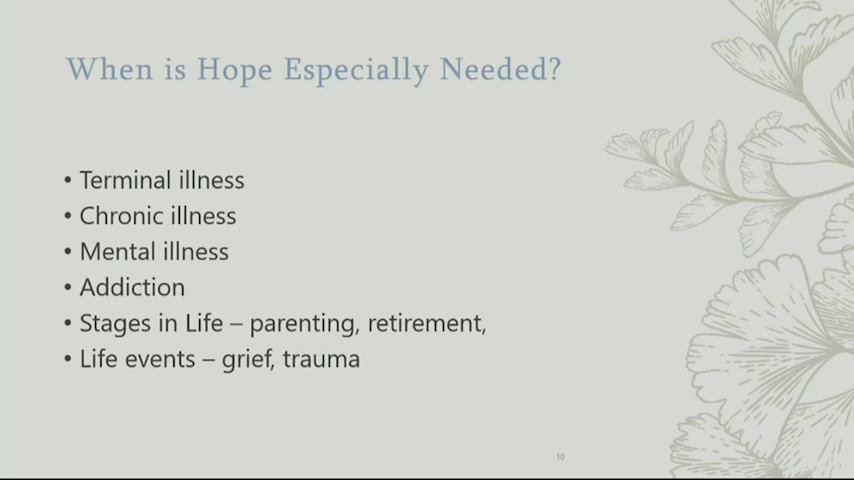 When is Hope Especially Needed?
• Terminal illness
• Chronic illness
• Mental illness
• Addiction
• Stages in Life – parenting, retirement,
• Life events – grief, trauma
10